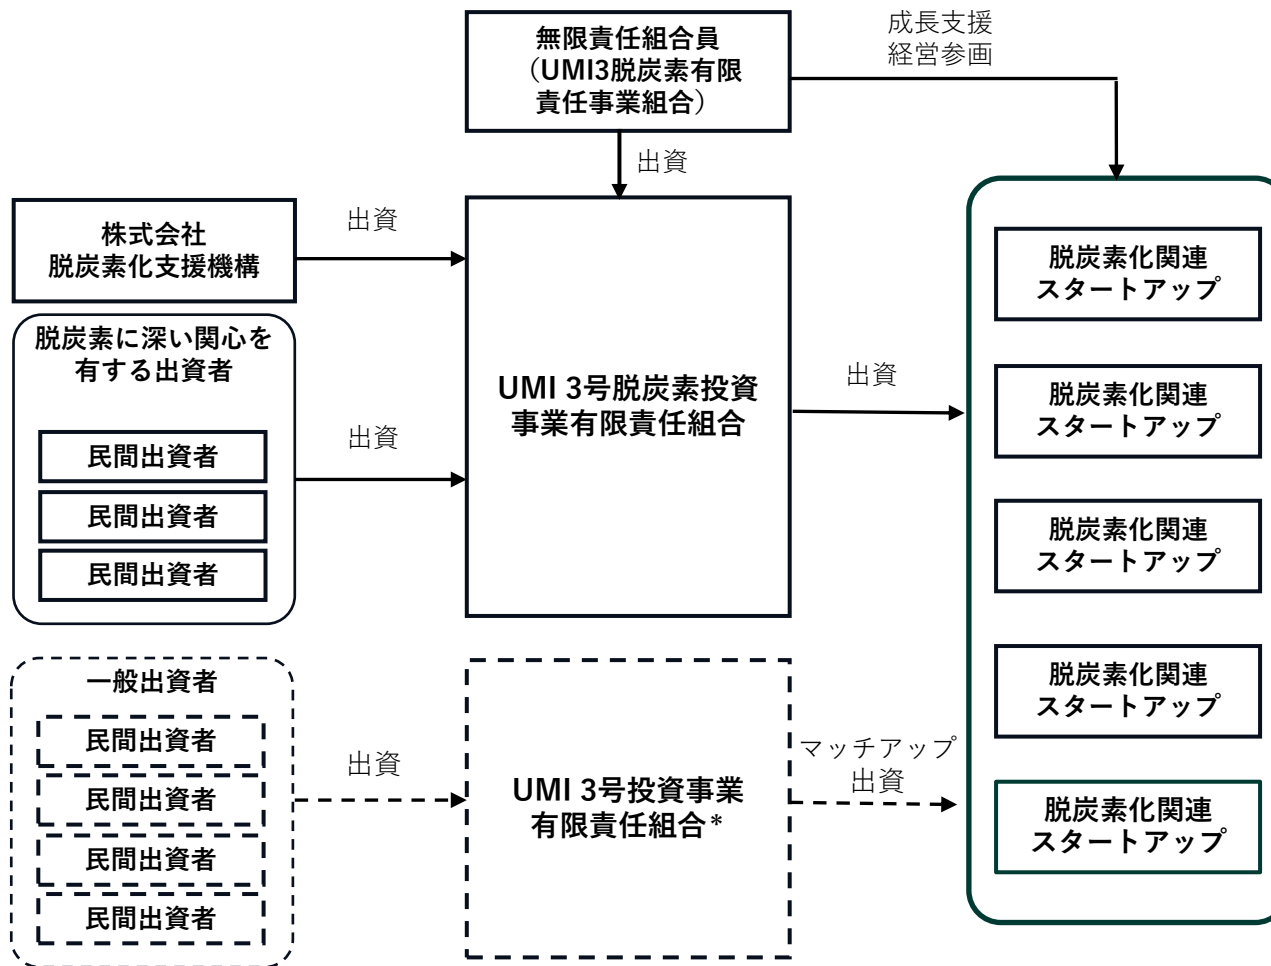 無限責任組合員
（UMI3脱炭素有限
責任事業組合）
成長支援
経営参画
出資
株式会社
脱炭素化支援機構
出資
脱炭素に深い関心を
有する出資者
民間出資者
民間出資者
民間出資者
出資
UMI 3号脱炭素投資
事業有限責任組合
出資
脱炭素化関連
スタートアップ
脱炭素化関連
スタートアップ
脱炭素化関連
スタートアップ
脱炭素化関連
スタートアップ
脱炭素化関連
スタートアップ
一般出資者
民間出資者
民間出資者
民間出資者
民間出資者
出資
UMI 3号投資事業
有限責任組合*
マッチアップ
出資